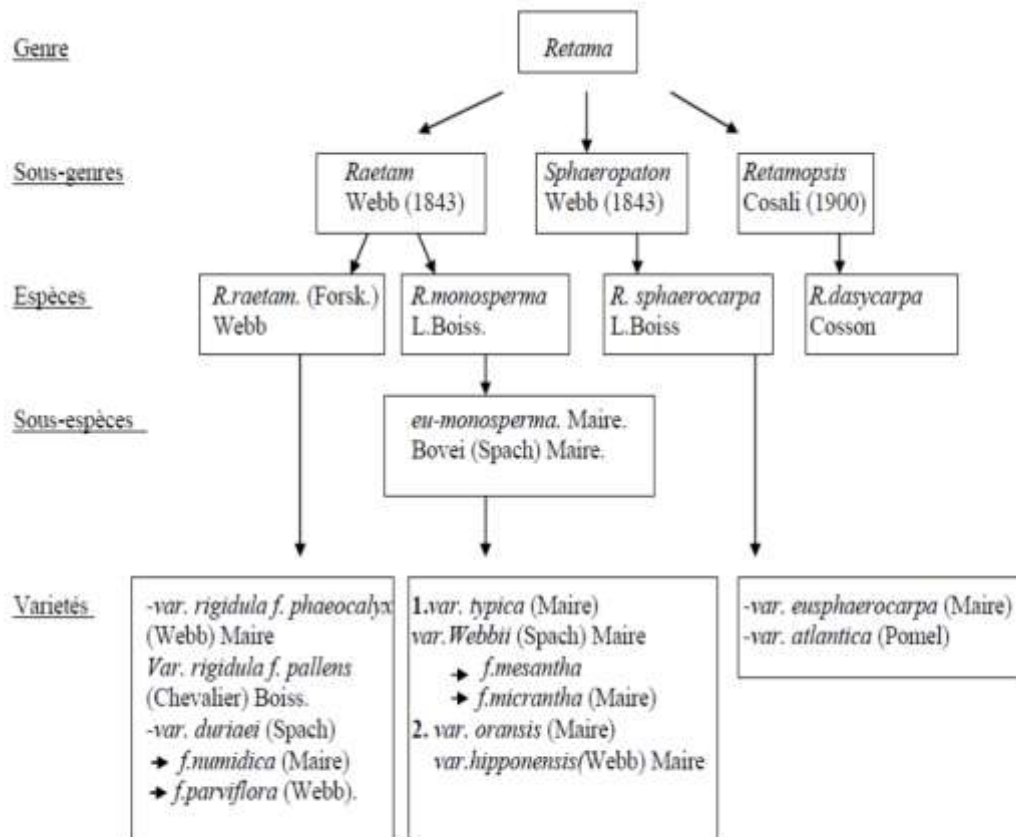 Genre
Retama
Sous-genres
Raetam
Webb (1843)
Sphaeropaton
Webb (1843)
Retamopsis
Cosali (1900)
Espèces
R.raetam. (Forsk.)
Webb
R.monosperma
L.Boiss.
R. sphaerocarpa
L.Boiss
R.dasycarpa
Cosson
Sous-espèces
eu-monosperma. Maire.
Bovei (Spach) Maire.
Varietés
-var. rigidula f. phaeocalyx
(Webb) Maire
Var. rigidula f. pallens
(Chevalier) Boiss.
-var. duriaei (Spach)
f.numidica (Maire)
f.parviflora (Webb).
1.var. typica (Maire)
var.Webbii (Spach) Maire
f.mesantha
f.micrantha (Maire)
2. var. oransis (Maire)
var.hipponensis(Webb) Maire
-var. eusphaerocarpa (Maire)
-var. atlantica (Pomel)